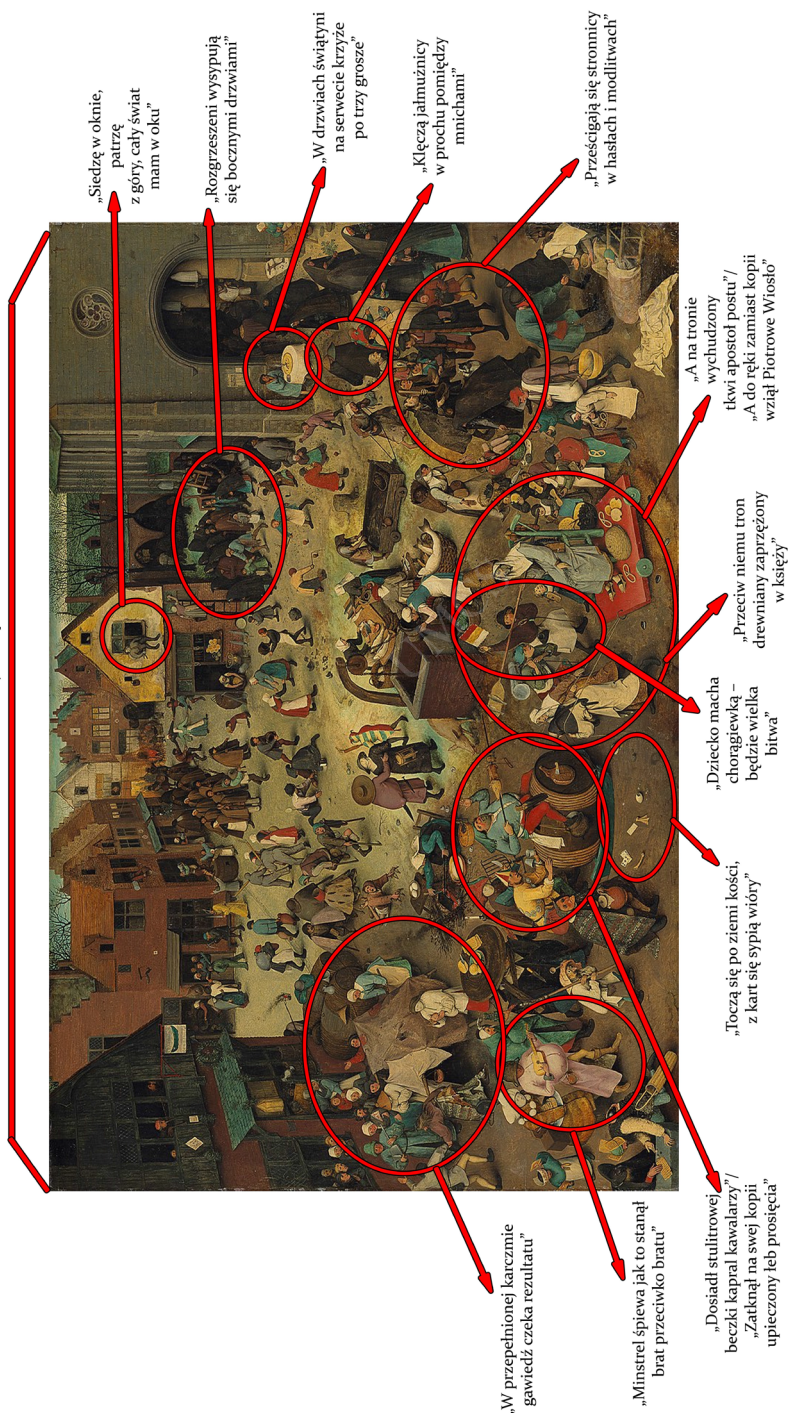 „Siedzę w oknie,
patrzę
z góry, cały świat
mam w oku”
„Rozgrzeszeni wysypują
się bocznymi drzwiami”
„W drzwiach świątyni
na serwecie krzyże
po trzy grosze”
„Klęczą jałmużnicy
w prochu pomiędzy
mnichami”
„Prześcigają się stronnicy
w hasłach i modlitwach”
„W przepełnionej karczmie
gawiedź czeka rezultatu”
„Minstrel śpiewa jak to stanął
brat przeciwko bratu”
„Dosiadł stulitrowej
beczki kapral kawalarzy”/
„Zatknął na swej kopii
upieczony łeb prosięcia”
„Toczą się po ziemi kości,
z kart się sypią wióry”
„Dziecko macha
chorągiewką –
będzie wielka
bitwa”
„Przeciw niemu tron
drewniany zaprzężony
w księży”
„A na tronie
wychudzony
tkwi apostoł postu”/
„A do ręki zamiast kopii
wziął Piotrowe Wiosło”